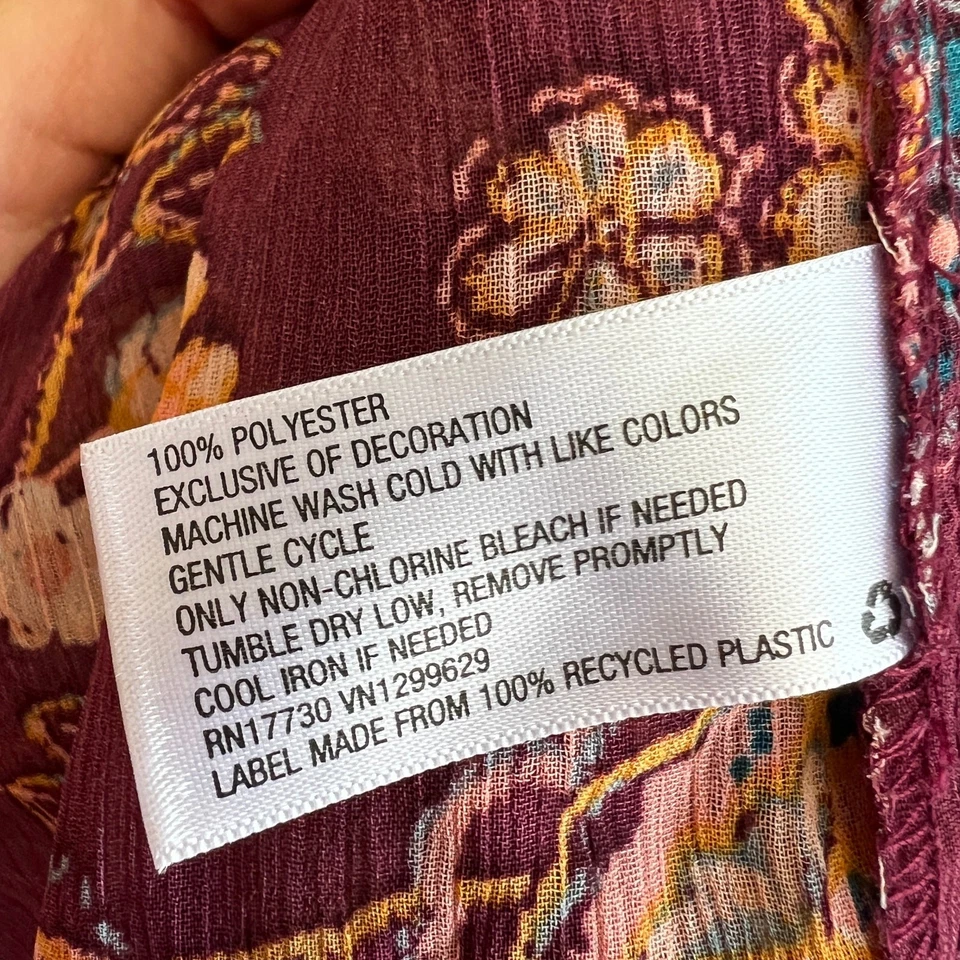 100% POLYESTER
EXCLUSIVE OF DECORATION
MACHINE WASH COLD WITH LIKE COLORS
GENTLE CYCLE
ONLY NON-CHLORINE BLEACH IF NEEDED
TUMBLE DRY LOW, REMOVE PROMPTLY
COOL IRON IF NEEDED
RN17730 VN1299629
LABEL MADE FROM 100% RECYCLED PLASTIC